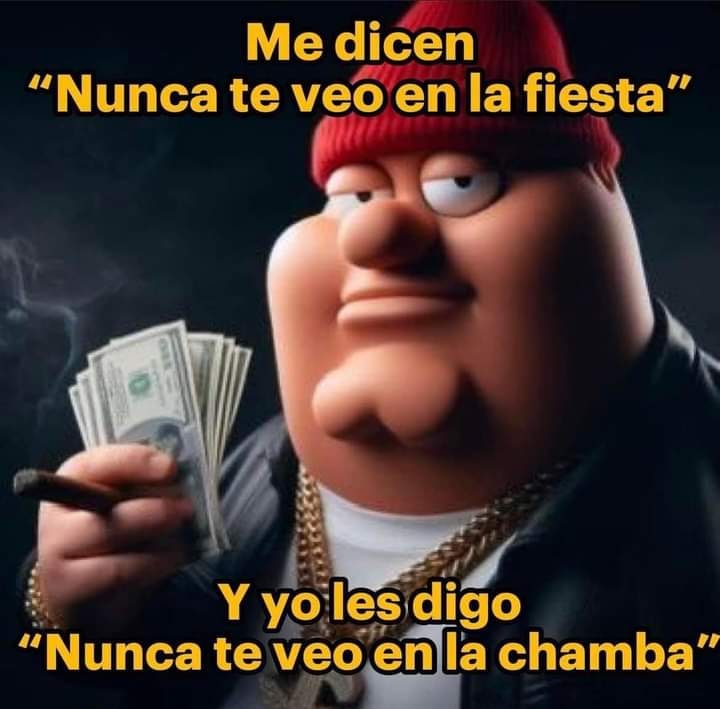 Me dicen
“Nunca te veo en la fiesta”
Y yo les digo
“Nunca te veo en la chamba”